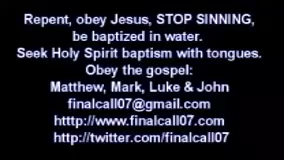 Repent, obey Jesus, STOP SINNING,
be baptized in water.
Seek Holy Spirit baptism with tongues.
Obey the gospel:
Matthew, Mark, Luke & John
finalcall07@gmail.com
htttp://www.finalcall07.com
http://twitter.com/finalcall07